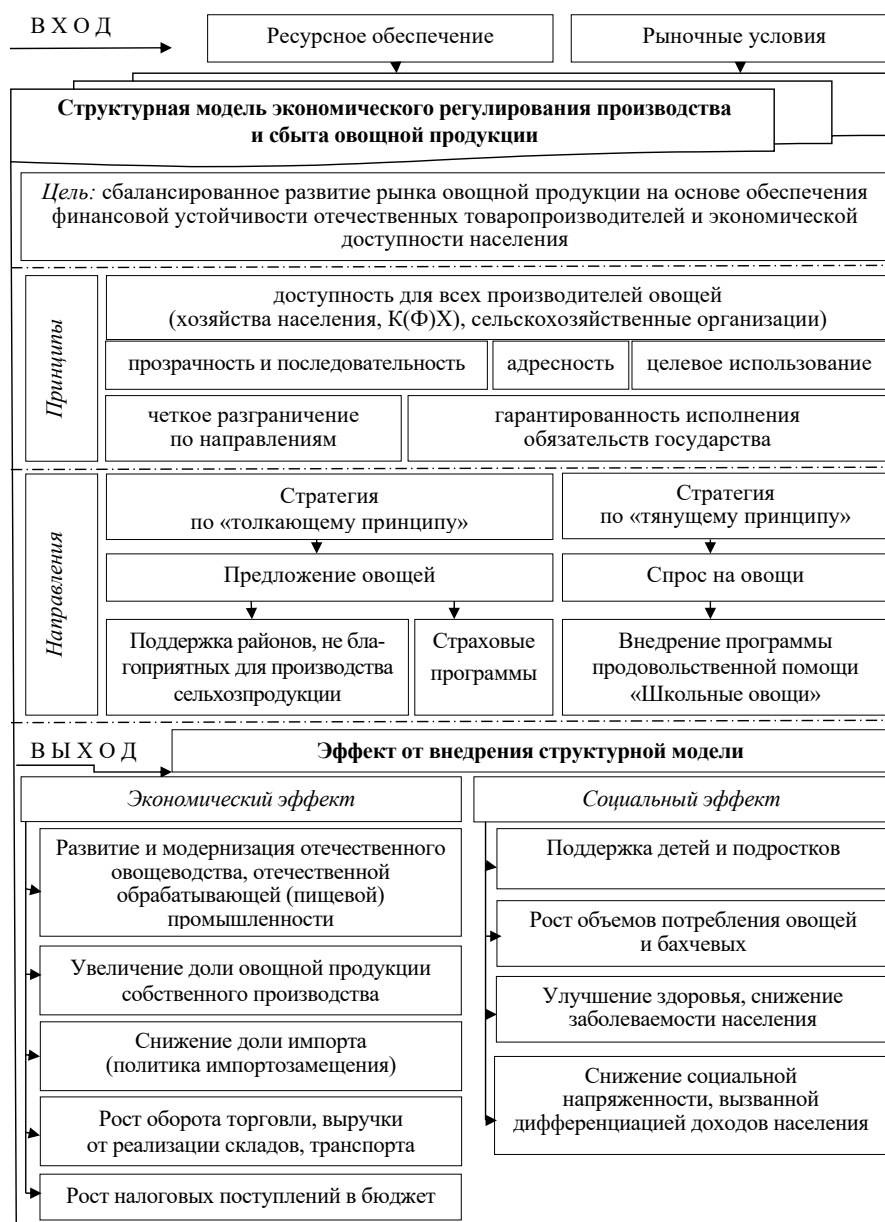 В Х О Д
Ресурсное обеспечение
Рыночные условия
Структурная модель экономического регулирования производства
и сбыта овощной продукции
Цель: сбалансированное развитие рынка овощной продукции на основе обеспечения
финансовой устойчивости отечественных товаропроизводителей и экономической
доступности населения
Принципы
доступность для всех производителей овощей
(хозяйства населения, К(Ф)Х), сельскохозяйственные организации)
прозрачность и последовательность
адресность
целевое использование
четкое разграничение
по направлениям
гарантированность исполнения
обязательств государства
Направления
Стратегия
по «толкающему принципу»
Стратегия
по «тянущему принципу»
Предложение овощей
Спрос на овощи
Поддержка районов, не бла-
гоприятных для производства
сельхозпродукции
Страховые
программы
Внедрение программы
продовольственной помощи
«Школьные овощи»
В Ы Х О Д
Эффект от внедрения структурной модели
Экономический эффект
Развитие и модернизация отечественного
овощеводства, отечественной
обрабатывающей (пищевой)
промышленности
Увеличение доли овощной продукции
собственного производства
Снижение доли импорта
(политика импортозамещения)
Рост оборота торговли, выручки
от реализации складов, транспорта
Рост налоговых поступлений в бюджет
Социальный эффект
Поддержка детей и подростков
Рост объемов потребления овощей
и бахчевых
Улучшение здоровья, снижение
заболеваемости населения
Снижение социальной
напряженности, вызванной
дифференциацией доходов населения